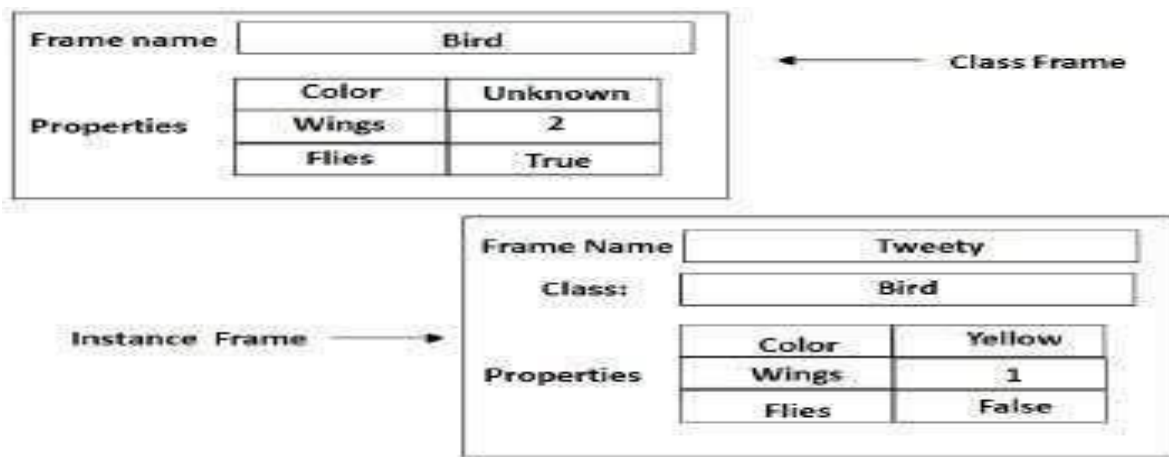 Frame name Bird
Class Frame
Properties
Color Unknown
Wings 2
Flies True
Frame Name Tweety
Class: Bird
Instance Frame
Properties
Color Yellow
Wings 1
Flies False